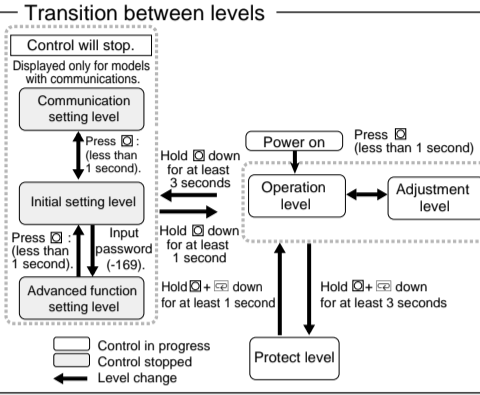 Transition between levels
Control will stop.
Displayed only for models
with communications.
Communication
setting level
Press :
(less than
1 second).
Initial setting level
Press :
(less than
1 second).
Input
password
(-169).
Advanced function
setting level
Hold down
for at least
3 seconds
Hold down
for at least
1 second
Power on
Press
(less than 1 second)
Operation
level
Adjustment
level
Hold + down
for at least 1 second
Hold + down
for at least 3 seconds
Protect level
Control in progress
Control stopped
Level change